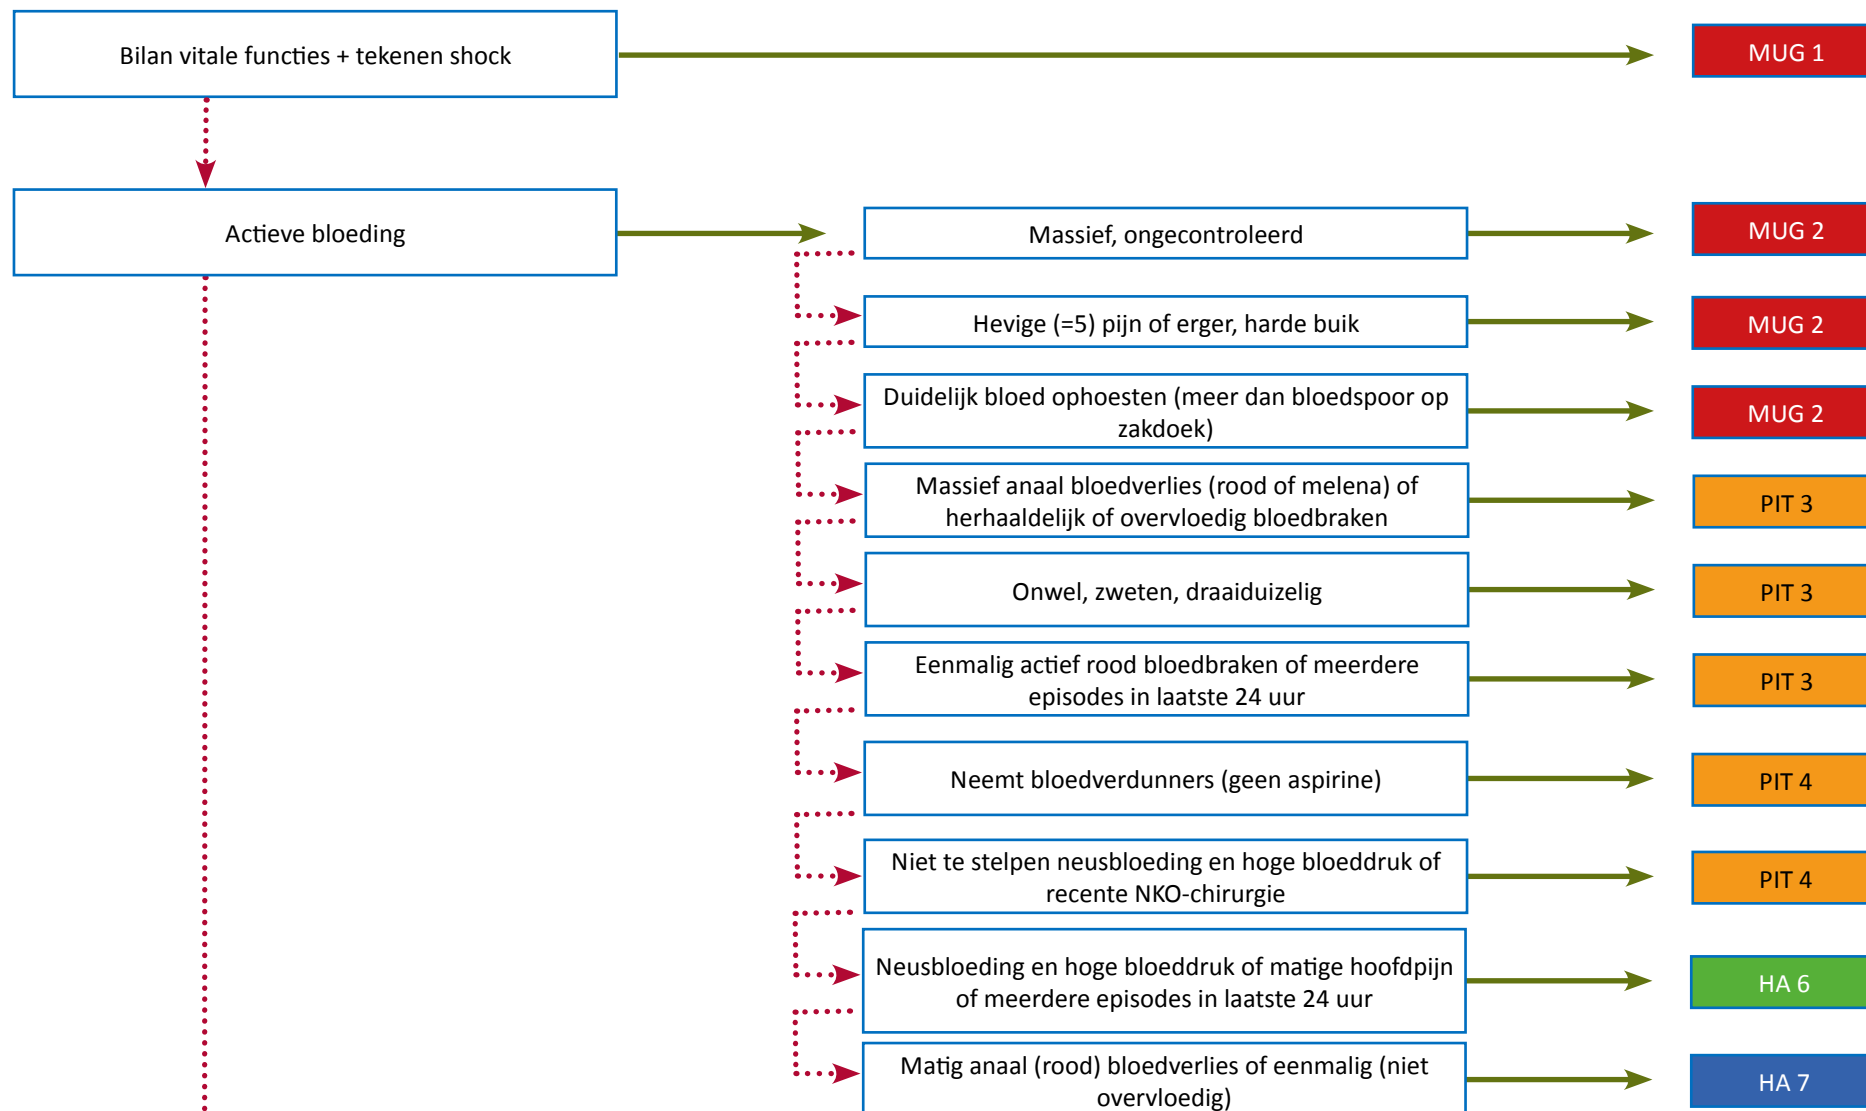 Bilan vitale functies + tekenen shock
MUG 1
Actieve bloeding
Massief, ongecontroleerd
MUG 2
Hevige (=5) pijn of erger, harde buik
MUG 2
Duidelijk bloed ophoesten (meer dan bloedspoor op
zakdoek)
MUG 2
Massief anaal bloedverlies (rood of melena) of
herhaaldelijk of overvloedig bloedbraken
PIT 3
Onwel, zweten, draaiduizelig
PIT 3
Eenmalig actief rood bloedbraken of meerdere
episodes in laatste 24 uur
PIT 3
Neemt bloedverdunners (geen aspirine)
PIT 4
Niet te stelpen neusbloeding en hoge bloeddruk of
recente NKO-chirurgie
PIT 4
Neusbloeding en hoge bloeddruk of matige hoofdpijn
of meerdere episodes in laatste 24 uur
HA 6
Matig anaal (rood) bloedverlies of eenmalig (niet
overvloedig)
HA 7